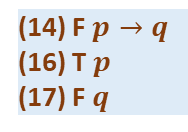 (14) F p → q
(16) T p
(17) F q